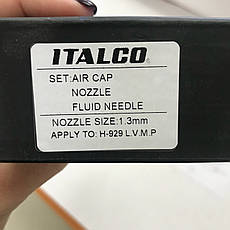 ITALCO®
SET:AIR CAP
NOZZLE
FLUID NEEDLE
NOZZLE SIZE:1.3mm
APPLY TO: H-929 L.V.M.P